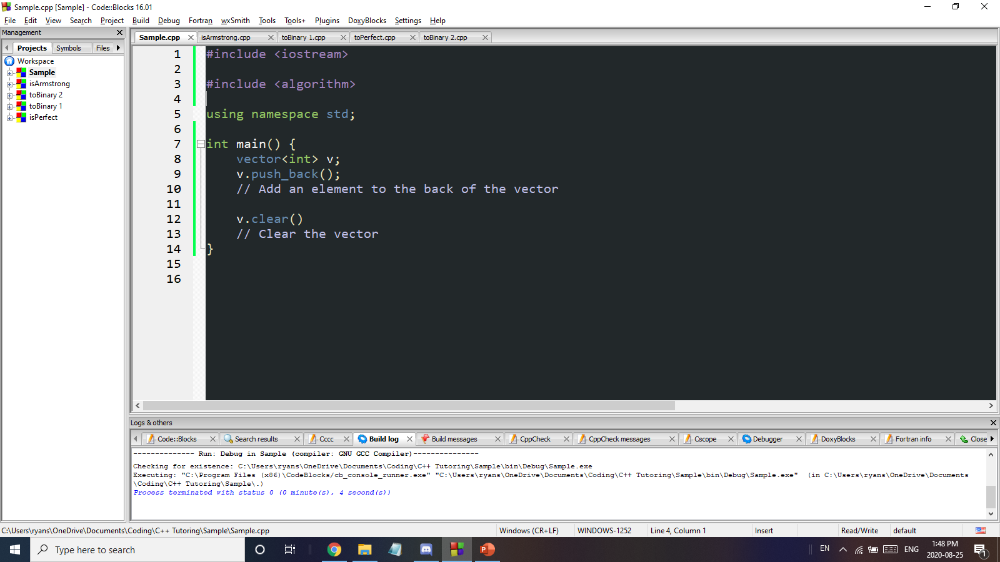 Sample.cpp [Sample] - Code::Blocks 16.01
File Edit View Search Project Build Debug Fortran wxSmith Tools Tools+ Plugins DoxyBlocks Settings Help
Management
Projects Symbols Files
Workspace
Sample
isArmstrong
toBinary 2
toBinary 1
isPerfect
Sample.cpp isArmstrong.cpp toBinary 1.cpp toPerfect.cpp toBinary 2.cpp
1 #include <iostream>
2
3 #include <algorithm>
4
5 using namespace std;
6
7 int main() {
8 vector<int> v;
9 v.push_back();
10 // Add an element to the back of the vector
11
12 v.clear()
13 // Clear the vector
14 }
15
16
Logs & others
Code::Blocks Search results Cccc Build log Build messages CppCheck CppCheck messages Cscope Debugger DoxyBlocks Fortran info Close
-------------- Run: Debug in Sample (compiler: GNU GCC Compiler)---------------
Checking for existence: C:\Users\ryans\OneDrive\Documents\Coding\C++ Tutoring\Sample\bin\Debug\Sample.exe
Executing: "C:\Program Files (x86)\CodeBlocks/cb_console_runner.exe" "C:\Users\ryans\OneDrive\Documents\Coding\C++ Tutoring\Sample\bin\Debug\Sample.exe" (in C:\Users\ryans\OneDrive\Documents
\Coding\C++ Tutoring\Sample\.)
Process terminated with status 0 (0 minute(s), 4 second(s))
C:\Users\ryans\OneDrive\Documents\Coding\C++ Tutoring\Sample\Sample.cpp Windows (CR+LF) WINDOWS-1252 Line 4, Column 1 Insert Read/Write default
Type here to search
EN ENG 1:48 PM
2020-08-25
1